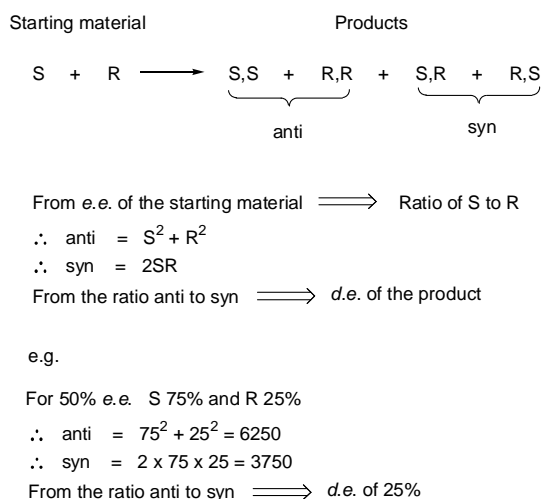 Starting material Products
S + R S,S + R,R + S,R + R,S
anti syn
From e.e. of the starting material ⟹ Ratio of S to R
∴ anti = S² + R²
∴ syn = 2SR
From the ratio anti to syn ⟹ d.e. of the product
e.g.
For 50% e.e. S 75% and R 25%
∴ anti = 75² + 25² = 6250
∴ syn = 2 x 75 x 25 = 3750
From the ratio anti to syn ⟹ d.e. of 25%